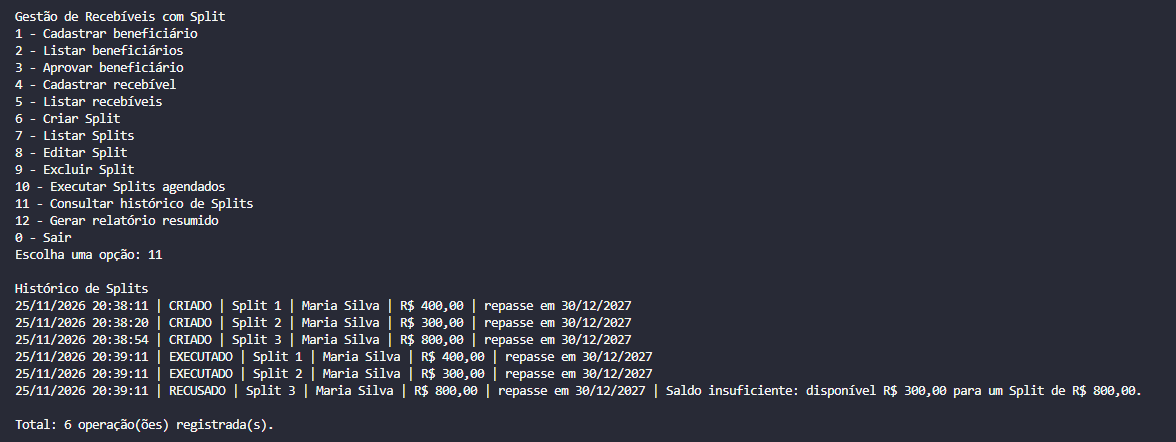 Gestão de Recebíveis com Split
1 - Cadastrar beneficiário
2 - Listar beneficiários
3 - Aprovar beneficiário
4 - Cadastrar recebível
5 - Listar recebíveis
6 - Criar Split
7 - Listar Splits
8 - Editar Split
9 - Excluir Split
10 - Executar Splits agendados
11 - Consultar histórico de Splits
12 - Gerar relatório resumido
0 - Sair
Escolha uma opção: 11
Histórico de Splits
25/11/2026 20:38:11 | CRIADO | Split 1 | Maria Silva | R$ 400,00 | repasse em 30/12/2027
25/11/2026 20:38:20 | CRIADO | Split 2 | Maria Silva | R$ 300,00 | repasse em 30/12/2027
25/11/2026 20:38:54 | CRIADO | Split 3 | Maria Silva | R$ 800,00 | repasse em 30/12/2027
25/11/2026 20:39:11 | EXECUTADO | Split 1 | Maria Silva | R$ 400,00 | repasse em 30/12/2027
25/11/2026 20:39:11 | EXECUTADO | Split 2 | Maria Silva | R$ 300,00 | repasse em 30/12/2027
25/11/2026 20:39:11 | RECUSADO | Split 3 | Maria Silva | R$ 800,00 | repasse em 30/12/2027 | Saldo insuficiente: disponível R$ 300,00 para um Split de R$ 800,00.
Total: 6 operação(ões) registrada(s).